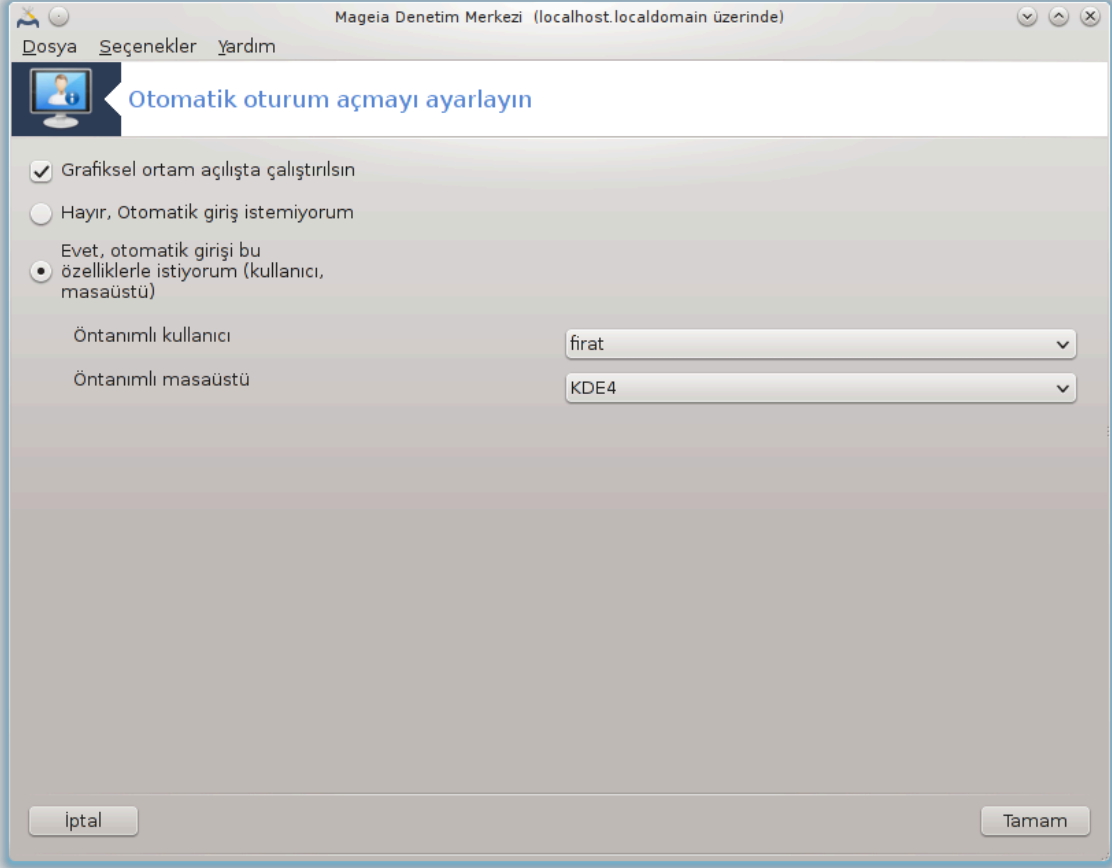 Mageia Denetim Merkezi (localhost.localdomain üzerinde)
Dosya Seçenekler Yardım
Otomatik oturum açmayı ayarlayın
Grafiksel ortam açılışta çalıştırılsın
Hayır, Otomatik giriş istemiyorum
Evet, otomatik girişi bu
özelliklerle istiyorum (kullanıcı,
masaüstü)
Öntanımlı kullanıcı
firat
Öntanımlı masaüstü
KDE4
İptal
Tamam